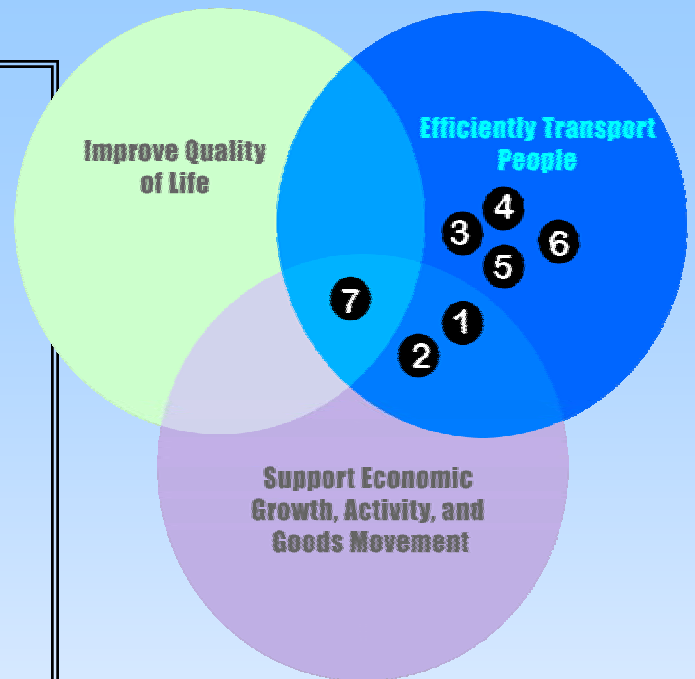 Improve Quality
of Life
Efficiently Transport
People
4
3
6
5
7
1
2
Support Economic
Growth, Activity, and
Goods Movement